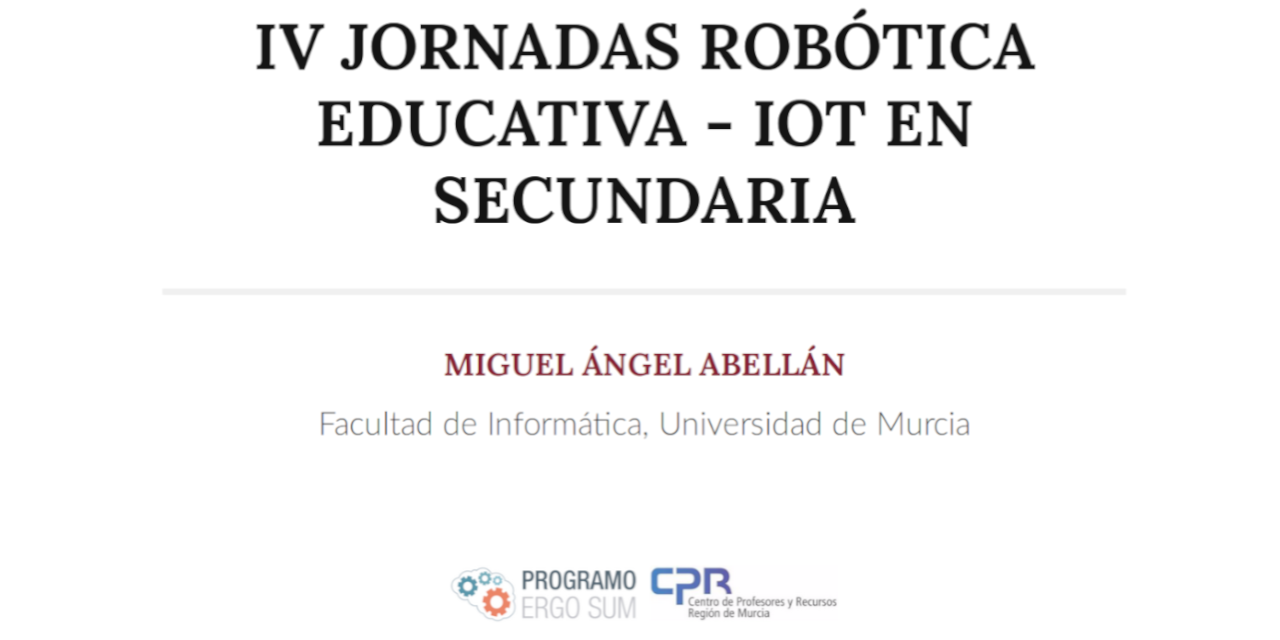 IV JORNADAS ROBÓTICA
EDUCATIVA - IOT EN
SECUNDARIA
MIGUEL ÁNGEL ABELLÁN
Facultad de Informática, Universidad de Murcia
PROGRAMO
ERGO SUM
CPR
Centro de Profesores y Recursos
Región de Murcia